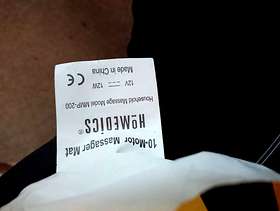 10-Motor Massager Mat
HOMEDICS®
Household Massage Model MMP-200
12V ⎓ 12W
Made in China
CE